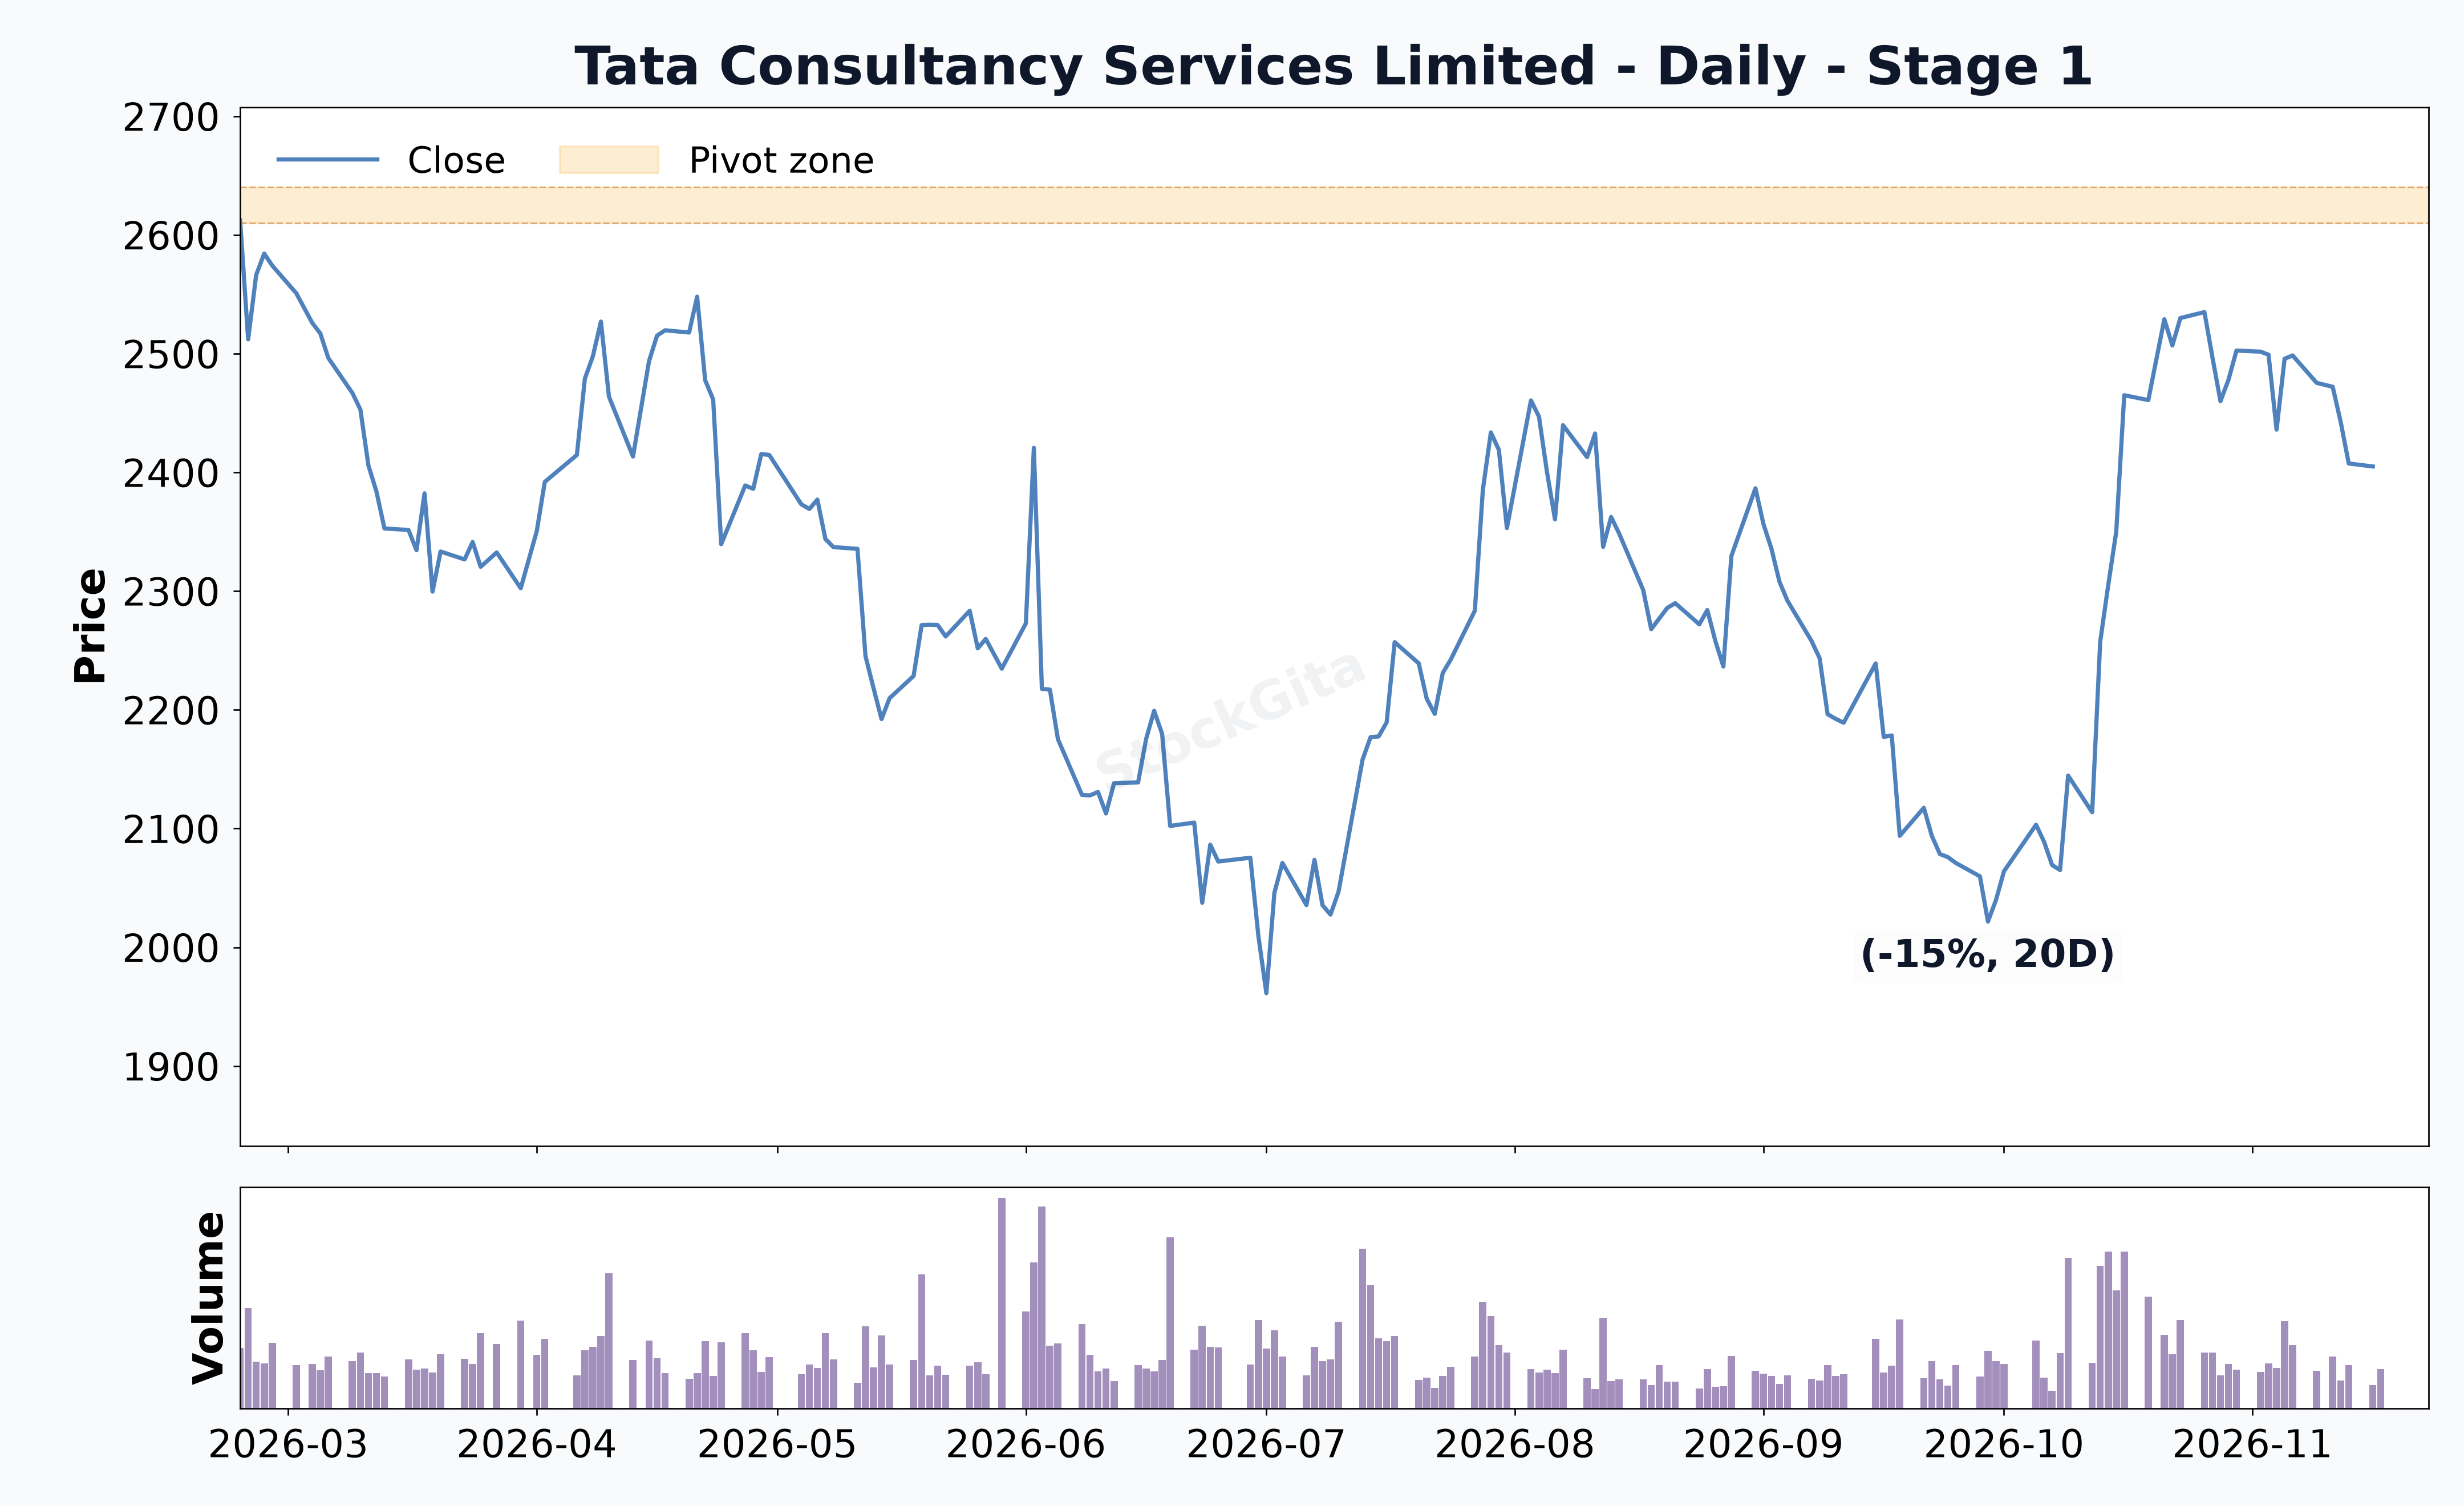 Tata Consultancy Services Limited - Daily - Stage 1
Close
Pivot zone
Price
2700
2600
2500
2400
2300
2200
2100
2000
1900
StockGita
(-15%, 20D)
Volume
2026-03
2026-04
2026-05
2026-06
2026-07
2026-08
2026-09
2026-10
2026-11